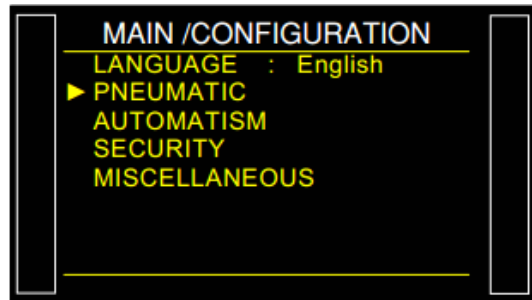 MAIN /CONFIGURATION
LANGUAGE : English
PNEUMATIC
AUTOMATISM
SECURITY
MISCELLANEOUS